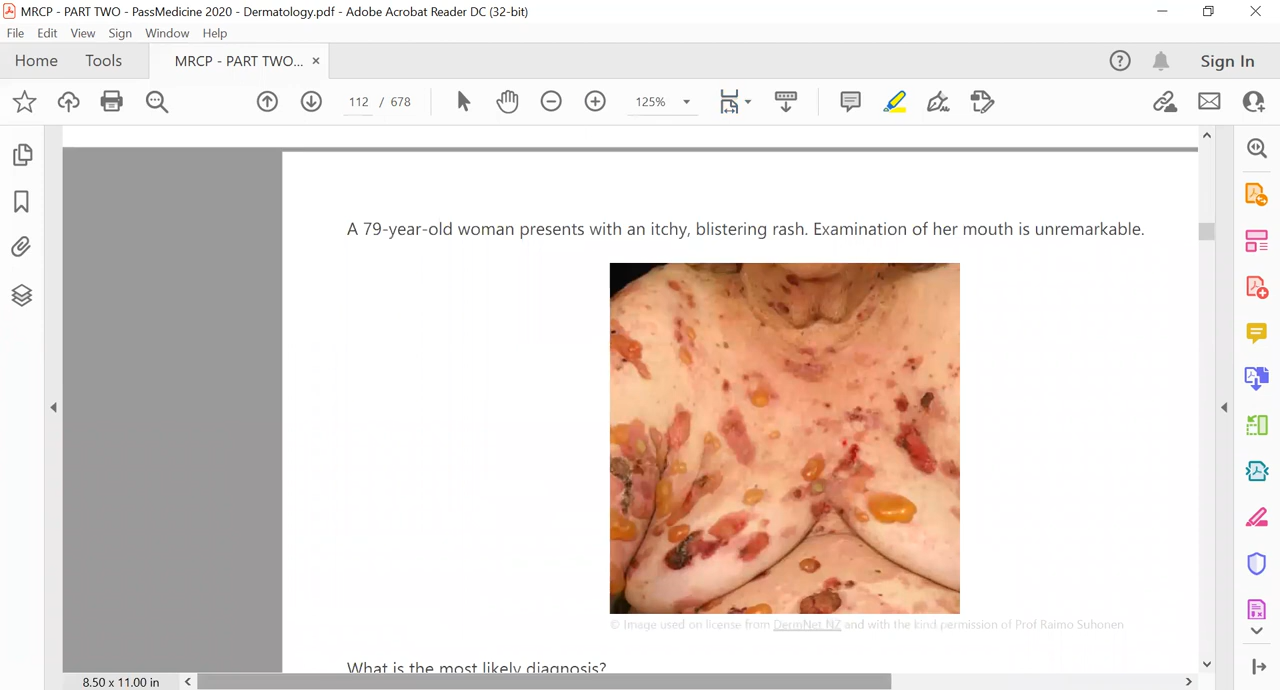 MRCP - PART TWO - PassMedicine 2020 - Dermatology.pdf - Adobe Acrobat Reader DC (32-bit)
File Edit View Sign Window Help
Home Tools MRCP - PART TWO... × Sign In
112 / 678 125%
A 79-year-old woman presents with an itchy, blistering rash. Examination of her mouth is unremarkable.
© Image used on license from DermNet NZ and with the kind permission of Prof Raimo Suhonen
What is the most likely diagnosis?
8.50 x 11.00 in